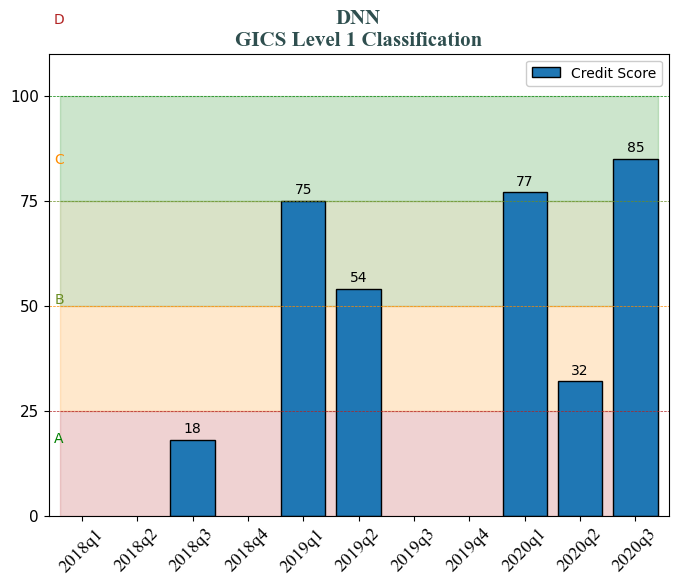 D
DNN
GICS Level 1 Classification
Credit Score
100
C
85
77
75
75
54
B
50
32
25
18
A
0
2018q1
2018q2
2018q3
2018q4
2019q1
2019q2
2019q3
2019q4
2020q1
2020q2
2020q3